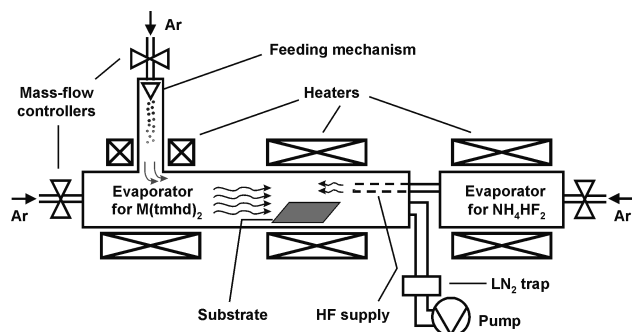 Ar
Feeding mechanism
Mass-flow
controllers
Heaters
Evaporator
for M(tmhd)₂
Evaporator
for NH₄HF₂
Ar
Ar
LN₂ trap
Substrate
HF supply
Pump